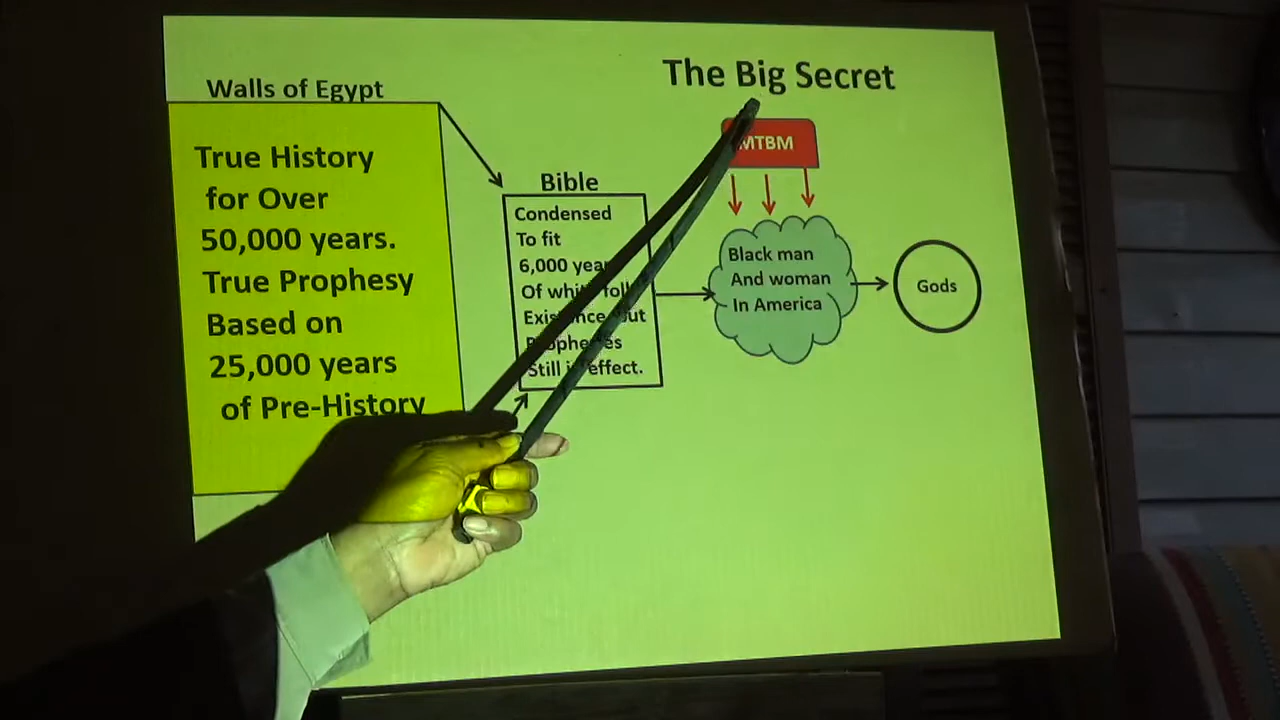 Walls of Egypt
True History
for Over
50,000 years.
True Prophesy
Based on
25,000 years
of Pre-History
Bible
Condensed
To fit
6,000
Of folk
But
Still effect.
The Big Secret
MTBM
Black man
And woman
In America
Gods